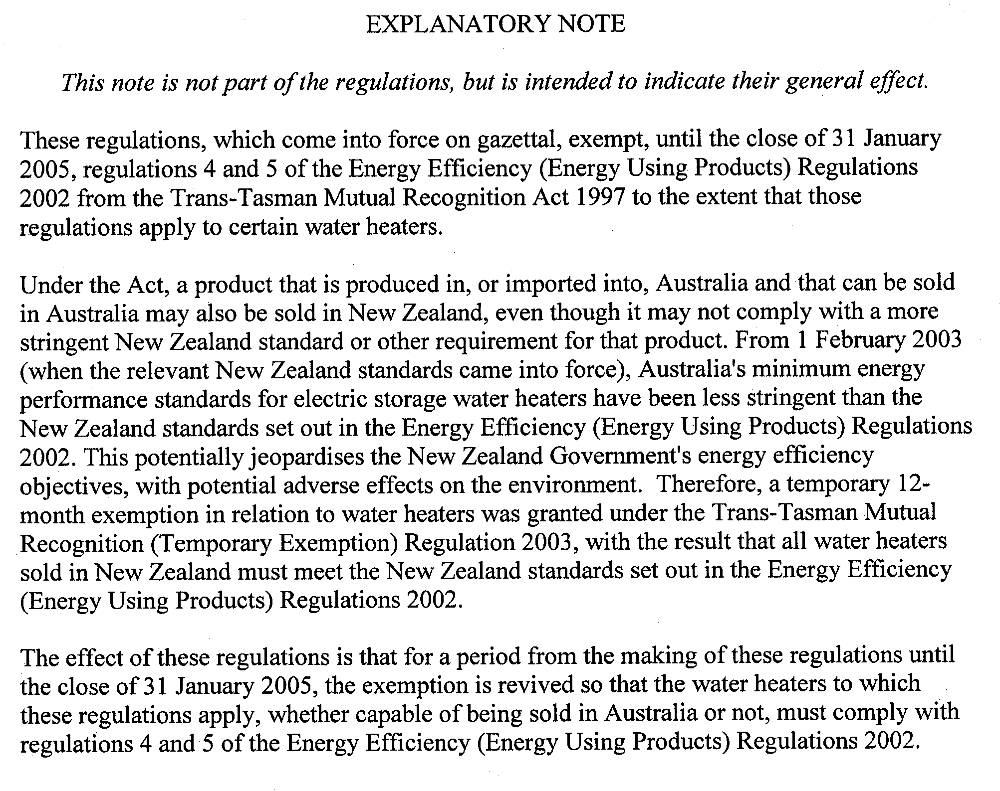 EXPLANATORY NOTE
This note is not part of the regulations, but is intended to indicate their general effect.
These regulations, which come into force on gazettal, exempt, until the close of 31 January
2005, regulations 4 and 5 of the Energy Efficiency (Energy Using Products) Regulations
2002 from the Trans-Tasman Mutual Recognition Act 1997 to the extent that those
regulations apply to certain water heaters.
Under the Act, a product that is produced in, or imported into, Australia and that can be sold
in Australia may also be sold in New Zealand, even though it may not comply with a more
stringent New Zealand standard or other requirement for that product. From 1 February 2003
(when the relevant New Zealand standards came into force), Australia's minimum energy
performance standards for electric storage water heaters have been less stringent than the
New Zealand standards set out in the Energy Efficiency (Energy Using Products) Regulations
2002. This potentially jeopardises the New Zealand Government's energy efficiency
objectives, with potential adverse effects on the environment.  Therefore, a temporary 12-
month exemption in relation to water heaters was granted under the Trans-Tasman Mutual
Recognition (Temporary Exemption) Regulation 2003, with the result that all water heaters
sold in New Zealand must meet the New Zealand standards set out in the Energy Efficiency
(Energy Using Products) Regulations 2002.
The effect of these regulations is that for a period from the making of these regulations until
the close of 31 January 2005, the exemption is revived so that the water heaters to which
these regulations apply, whether capable of being sold in Australia or not, must comply with
regulations 4 and 5 of the Energy Efficiency (Energy Using Products) Regulations 2002.